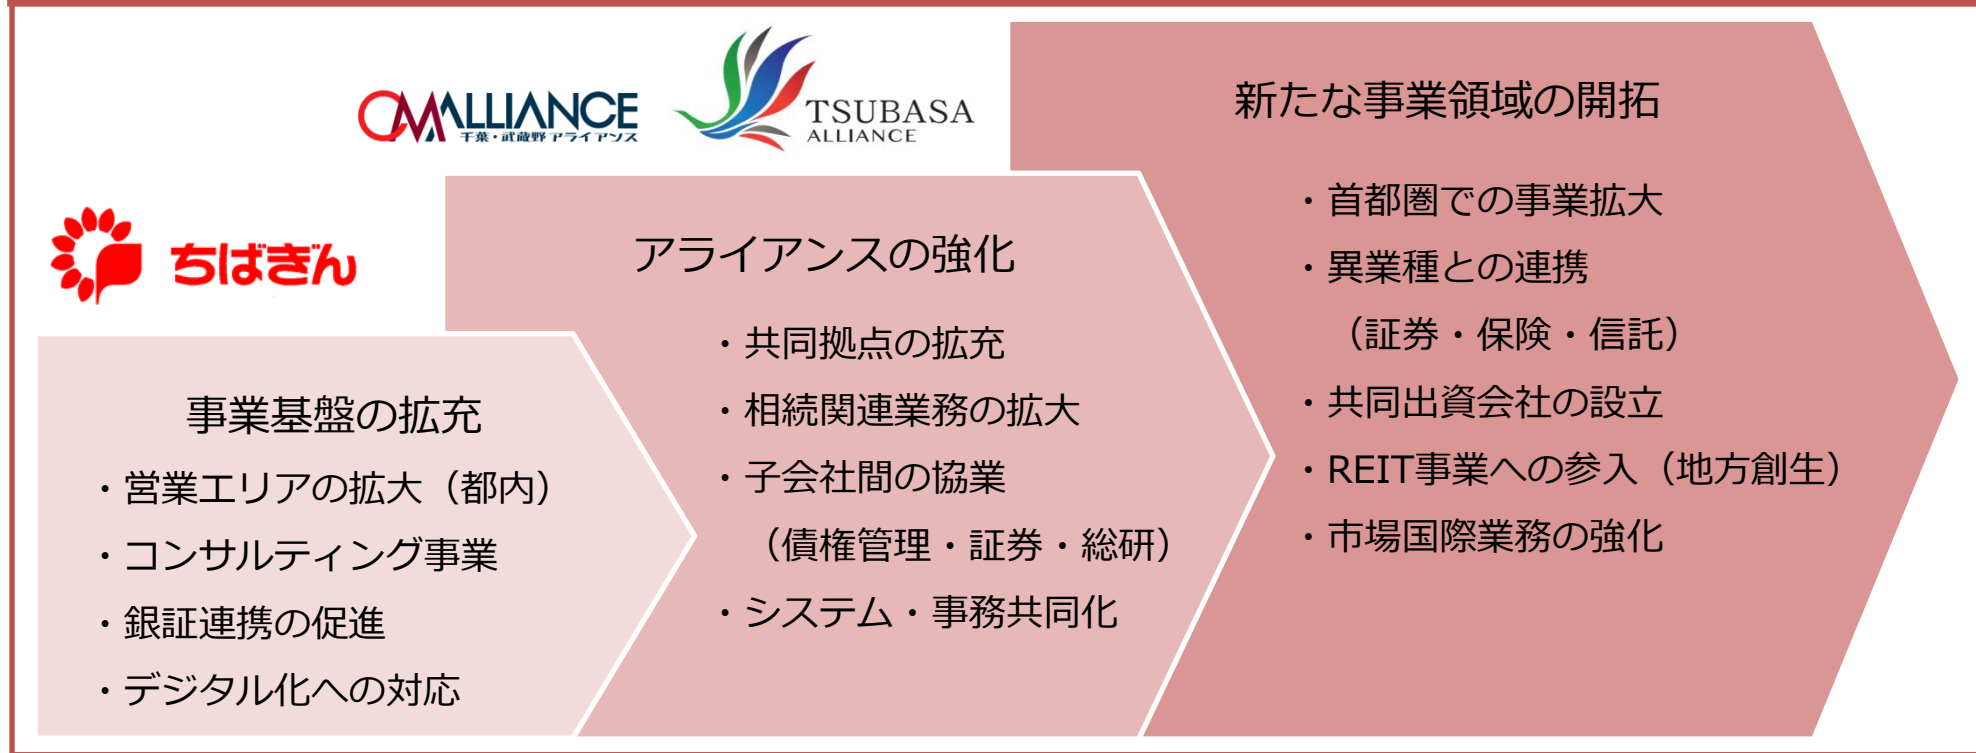 ちばぎん
事業基盤の拡充
・営業エリアの拡大（都内）
・コンサルティング事業
・銀証連携の促進
・デジタル化への対応
CMALLIANCE
千葉・武蔵野アライアンス
TSUBASA
ALLIANCE
アライアンスの強化
・共同拠点の拡充
・相続関連業務の拡大
・子会社間の協業
（債権管理・証券・総研）
・システム・事務共同化
新たな事業領域の開拓
・首都圏での事業拡大
・異業種との連携
（証券・保険・信託）
・共同出資会社の設立
・REIT事業への参入（地方創生）
・市場国際業務の強化